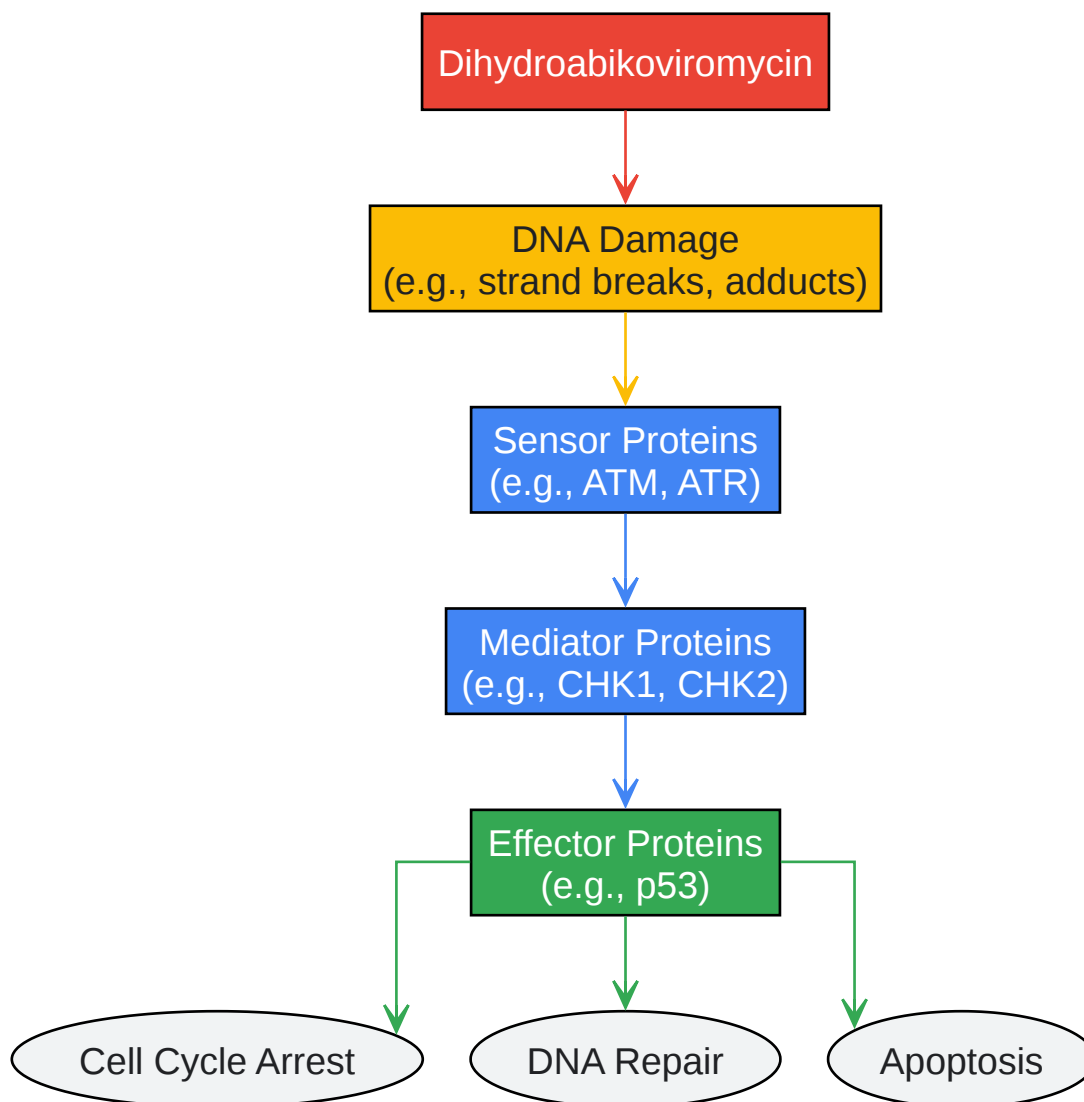 Dihydroabikoviromycin
DNA Damage
(e.g., strand breaks, adducts)
Sensor Proteins
(e.g., ATM, ATR)
Mediator Proteins
(e.g., CHK1, CHK2)
Effector Proteins
(e.g., p53)
Cell Cycle Arrest
DNA Repair
Apoptosis